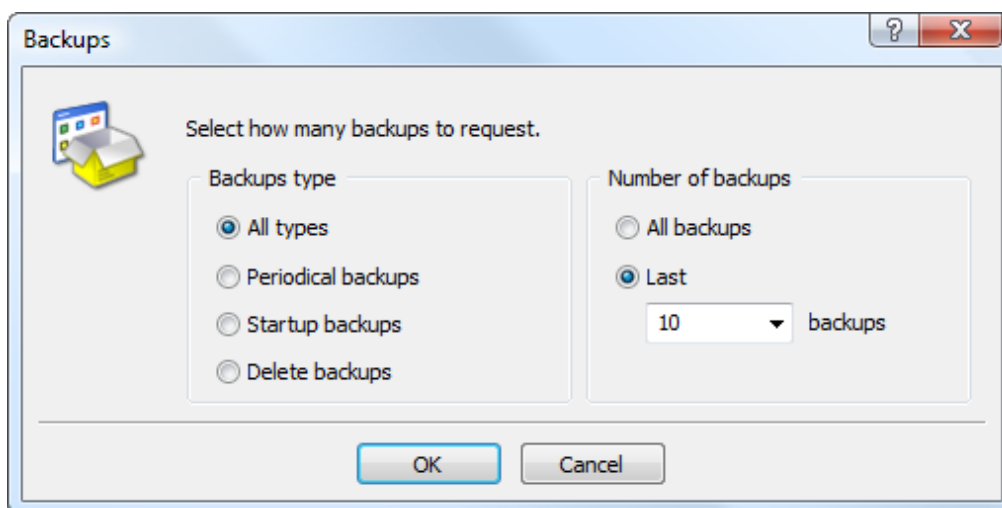 Backups
Select how many backups to request.
Backups type
All types
Periodical backups
Startup backups
Delete backups
Number of backups
All backups
Last
10 backups
OK Cancel